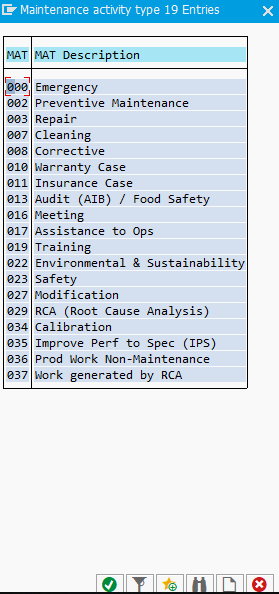 Maintenance activity type 19 Entries
MAT MAT Description
000 Emergency
002 Preventive Maintenance
003 Repair
007 Cleaning
008 Corrective
010 Warranty Case
011 Insurance Case
013 Audit (AIB) / Food Safety
016 Meeting
017 Assistance to Ops
019 Training
022 Environmental & Sustainability
023 Safety
027 Modification
029 RCA (Root Cause Analysis)
034 Calibration
035 Improve Perf to Spec (IPS)
036 Prod Work Non-Maintenance
037 Work generated by RCA